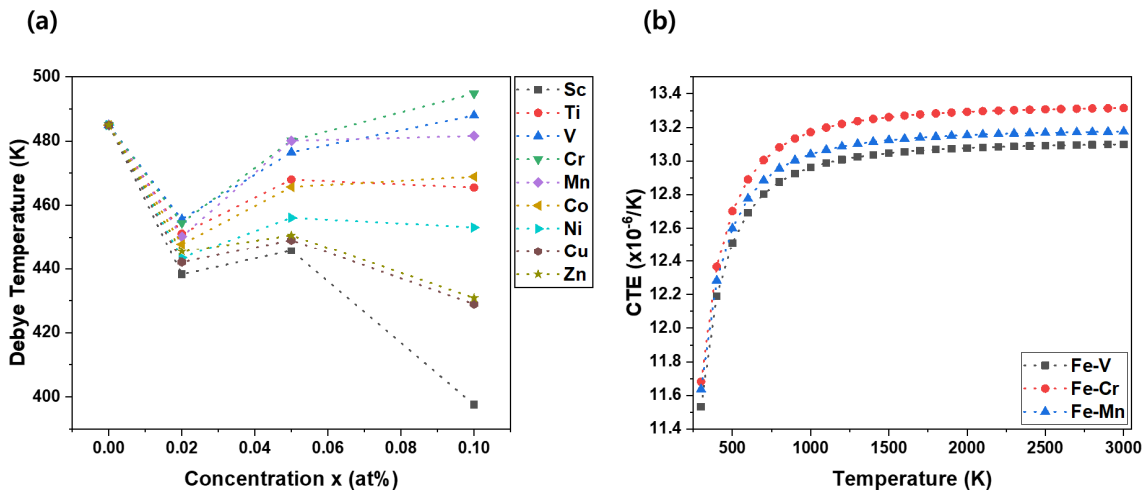 (a)
Debye Temperature (K)
500
480
460
440
420
400
0.00 0.02 0.04 0.06 0.08 0.10
Concentration x (at%)
Sc
Ti
V
Cr
Mn
Co
Ni
Cu
Zn
(b)
CTE (x10⁻⁶/K)
13.4
13.2
13.0
12.8
12.6
12.4
12.2
12.0
11.8
11.6
11.4
500 1000 1500 2000 2500 3000
Temperature (K)
Fe-V
Fe-Cr
Fe-Mn